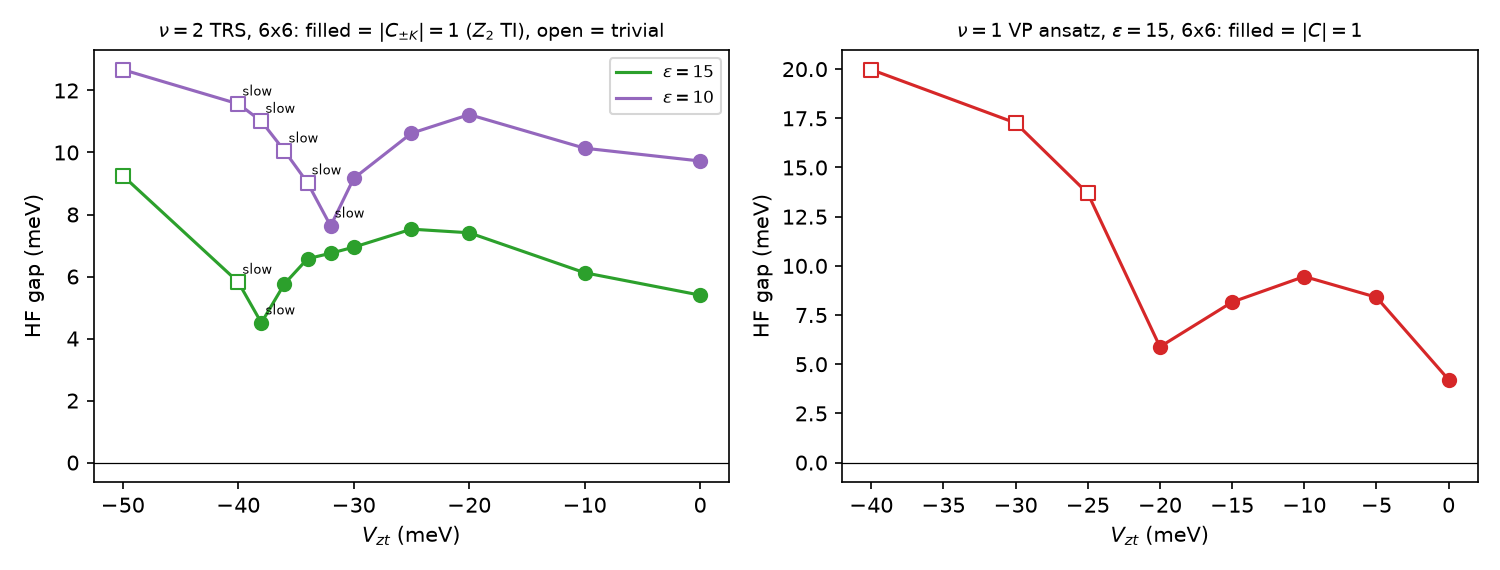 ν = 2 TRS, 6x6: filled = |C±K| = 1 (Z2 TI), open = trivial
12
10
8
6
4
2
0
HF gap (meV)
slow
slow
slow
slow
slow
slow
slow
ε = 15
ε = 10
−50
−40
−30
−20
−10
0
Vzt (meV)
ν = 1 VP ansatz, ε = 15, 6x6: filled = |C| = 1
20.0
17.5
15.0
12.5
10.0
7.5
5.0
2.5
0.0
HF gap (meV)
−40
−35
−30
−25
−20
−15
−10
−5
0
Vzt (meV)